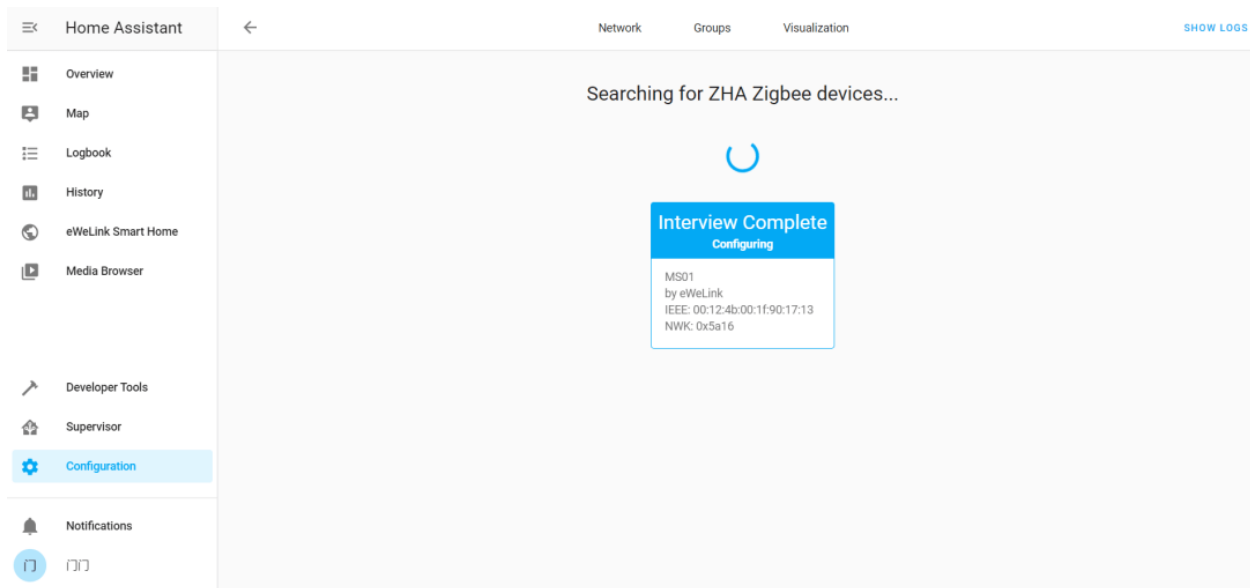 Home Assistant
Network
Groups
Visualization
SHOW LOGS
Overview
Map
Logbook
History
eWeLink Smart Home
Media Browser
Developer Tools
Supervisor
Configuration
Notifications
Searching for ZHA Zigbee devices...
Interview Complete
Configuring
MS01
by eWeLink
IEEE: 00:12:4b:00:1f:90:17:13
NWK: 0x5a16